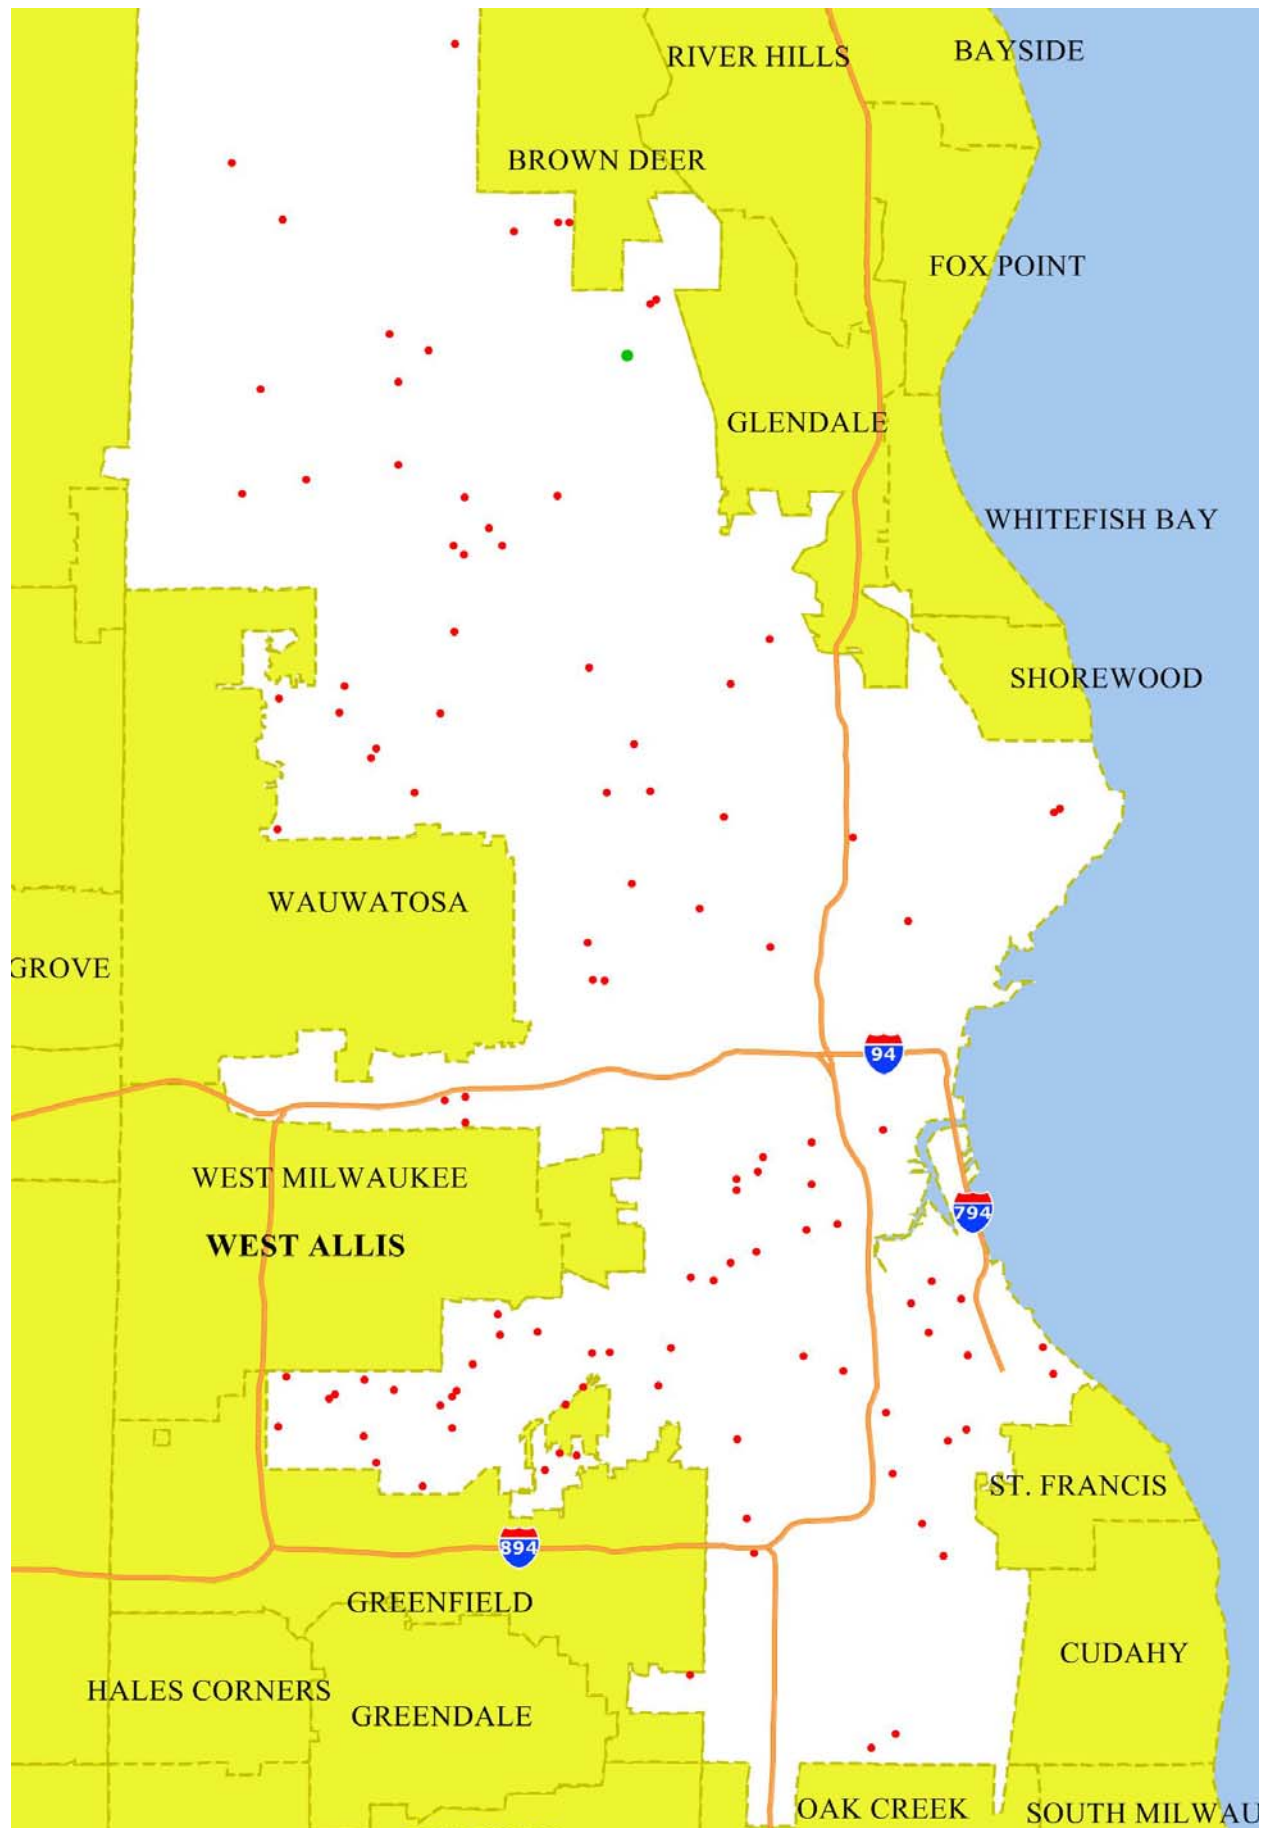 BAYSIDE
RIVER HILLS
BROWN DEER
FOX POINT
GLENDALE
WHITEFISH BAY
SHOREWOOD
WAUWATOSA
GROVE
94
WEST MILWAUKEE
794
WEST ALLIS
ST. FRANCIS
894
GREENFIELD
CUDAHY
HALES CORNERS
GREENDALE
OAK CREEK
SOUTH MILWAU